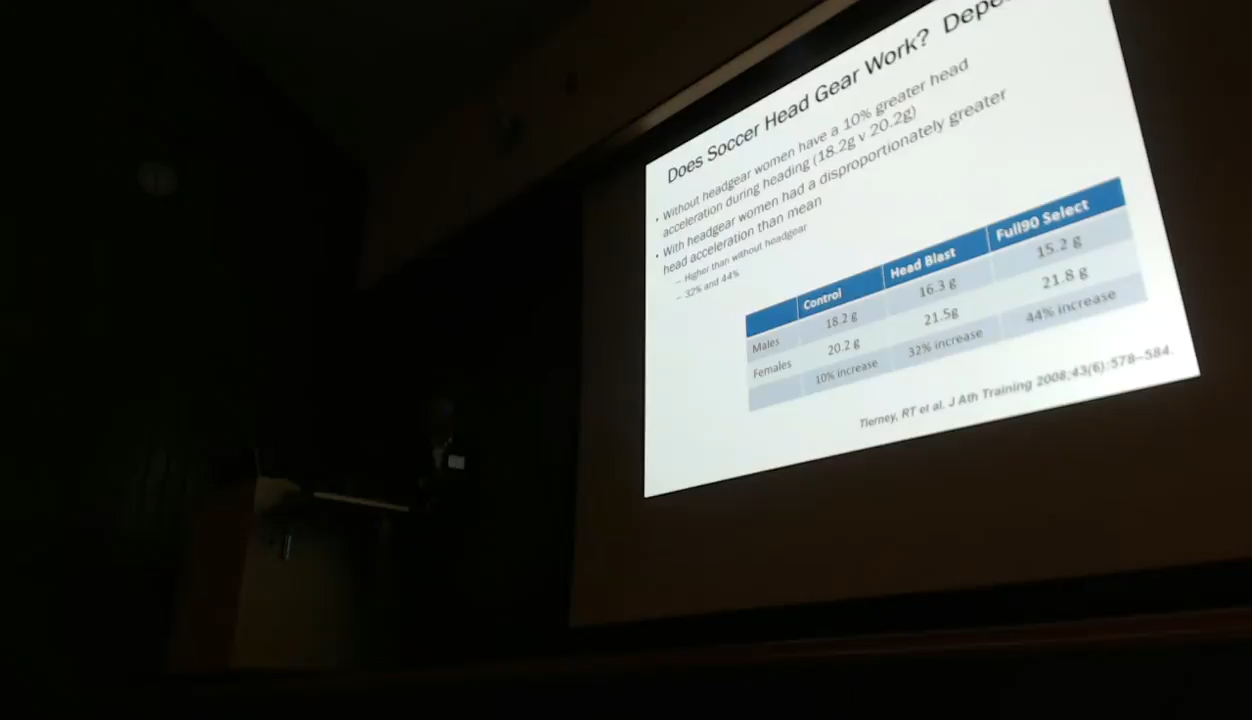 Does Soccer Head Gear Work?
• Without headgear women have a 10% greater head
acceleration during heading (18.2g v 20.2g)
• With headgear women had a disproportionately greater
head acceleration than mean
– Higher than without headgear
– 32% and 44%
Control Head Blast Full90 Select
Males 18.2 g 16.3 g 15.2 g
Females 20.2 g 21.5g 21.8 g
10% increase 32% increase 44% increase
Tierney, RT et al. J Ath Training 2008;43(6):578–584.